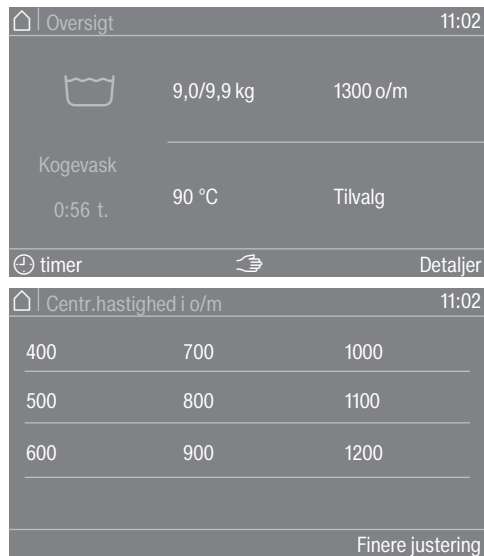 Oversigt 11:02
9,0/9,9 kg 1300 o/m
Kogevask
0:56 t.
90 °C Tilvalg
timer Detaljer
Centr.hastighed i o/m 11:02
400 700 1000
500 800 1100
600 900 1200
Finere justering